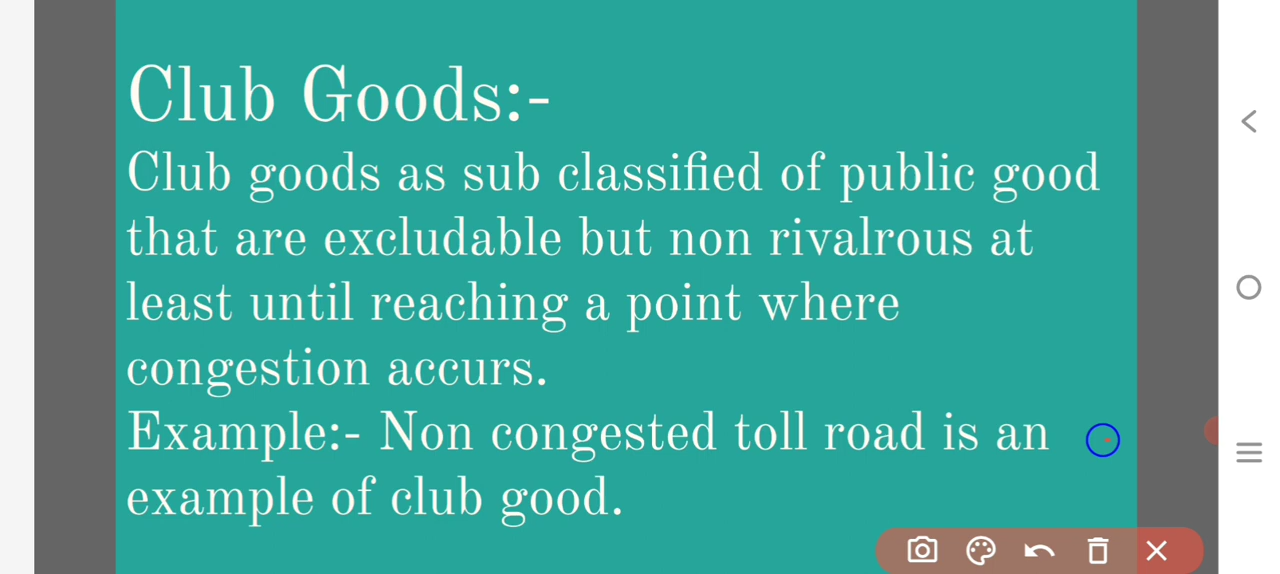 Club Goods:-
Club goods as sub classified of public good
that are excludable but non rivalrous at
least until reaching a point where
congestion accurs.
Example:- Non congested toll road is an
example of club good.